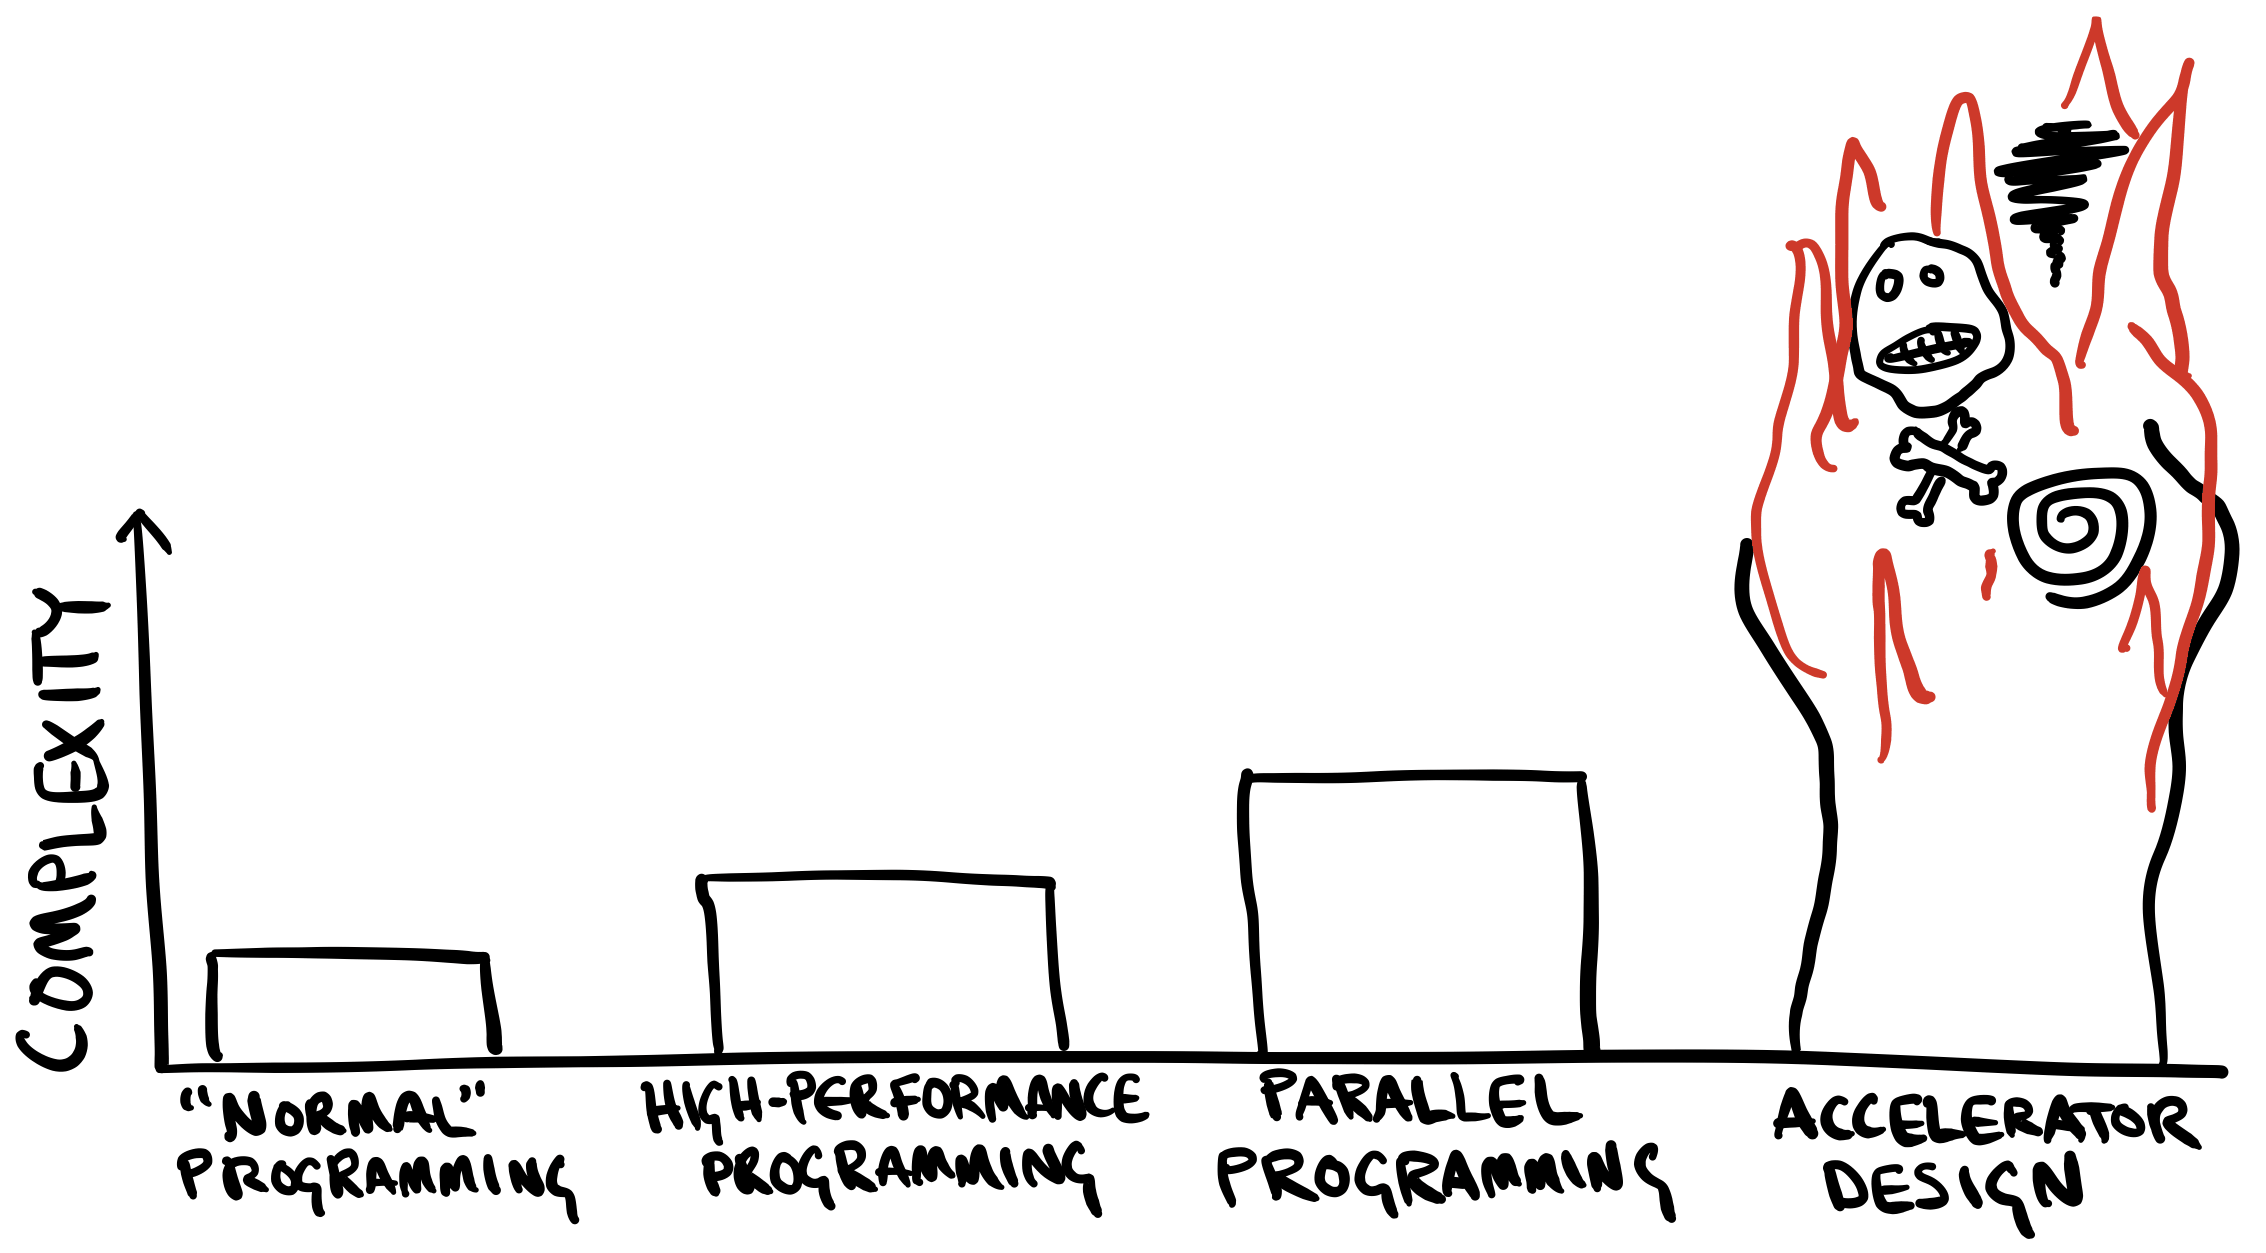 COMPLEXITY
"NORMAL"
PROGRAMMING
HIGH-PERFORMANCE
PROGRAMMING
PARALLEL
PROGRAMMING
ACCELERATOR
DESIGN